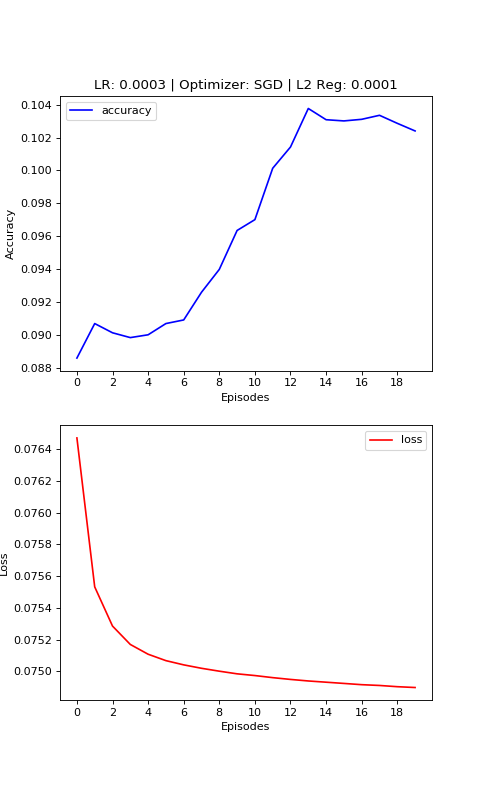 LR: 0.0003 | Optimizer: SGD | L2 Reg: 0.0001
accuracy
0.104
0.102
0.100
0.098
0.096
0.094
0.092
0.090
0.088
Accuracy
0 2 4 6 8 10 12 14 16 18
Episodes
loss
0.0764
0.0762
0.0760
0.0758
0.0756
0.0754
0.0752
0.0750
Loss
0 2 4 6 8 10 12 14 16 18
Episodes